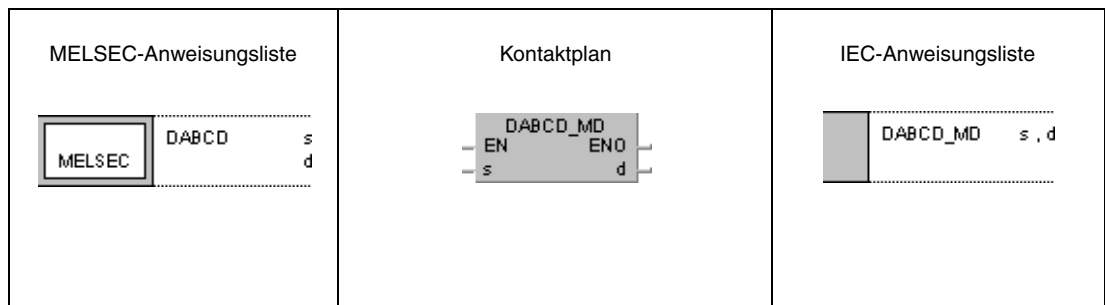 MELSEC-Anweisungsliste
Kontaktplan
IEC-Anweisungsliste
MELSEC
DABCD s
d
DABCD_MD
EN ENO
s d
DABCD_MD s , d